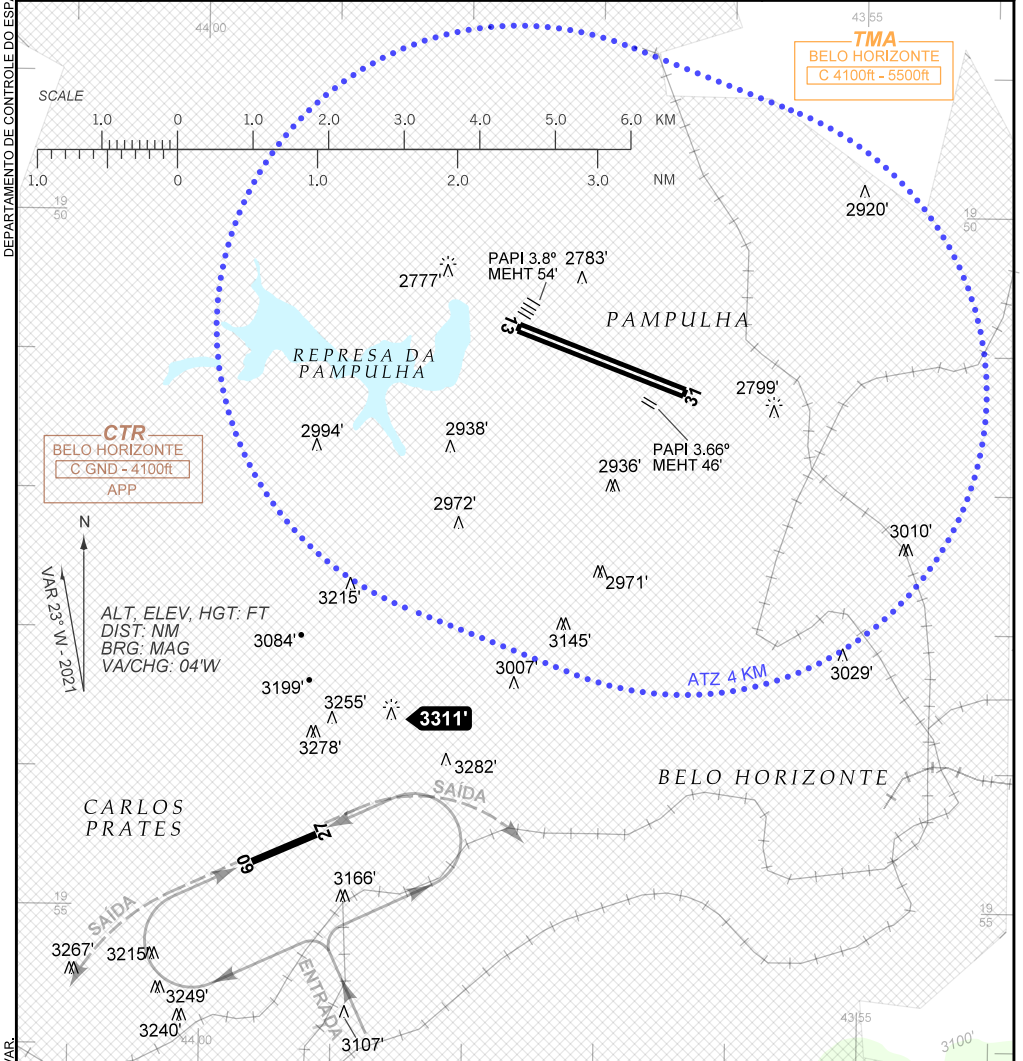 DEPARTAMENTO DE CONTROLE DO ESP
44 00
43 55
TMA
BELO HORIZONTE
C 4100ft - 5500ft
SCALE
1.0 0 1.0 2.0 3.0 4.0 5.0 6.0 KM
1.0 0 1.0 2.0 3.0 NM
19
50
19
50
2920'
PAPI 3.8º
MEHT 54'
2783'
2777'
13
PAMPULHA
REPRESA DA
PAMPULHA
31
2799'
2994'
2938'
CTR
BELO HORIZONTE
C GND - 4100ft
APP
PAPI 3.66º
MEHT 46'
2936'
2972'
N
VAR 23° W - 2021
3010'
2971'
3215'
ALT, ELEV, HGT: FT
DIST: NM
BRG: MAG
VA/CHG: 04'W
3084'
3145'
3007'
3029'
ATZ 4 KM
3199'
3255'
3311'
3278'
3282'
BELO HORIZONTE
SAÍDA
CARLOS
PRATES
27
09
3166'
19
55
19
55
SAÍDA
3267'
3215'
ENTRADA
3249'
3240'
3107'
44 00
43 55
3100'
VAR.